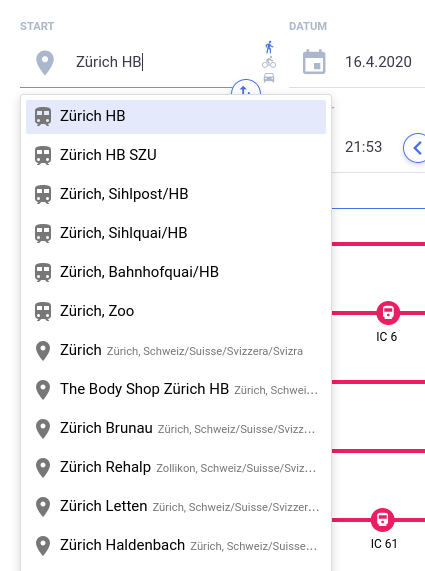 START
DATUM
Zürich HB
16.4.2020
Zürich HB
21:53
Zürich HB SZU
Zürich, Sihlpost/HB
Zürich, Sihlquai/HB
Zürich, Bahnhofquai/HB
Zürich, Zoo
IC 6
Zürich Zürich, Schweiz/Suisse/Svizzera/Svizra
The Body Shop Zürich HB Zürich, Schwei...
Zürich Brunau Zürich, Schweiz/Suisse/Svizz...
Zürich Rehalp Zollikon, Schweiz/Suisse/Sviz...
Zürich Letten Zürich, Schweiz/Suisse/Svizzer...
Zürich Haldenbach Zürich, Schweiz/Suisse...
IC 61